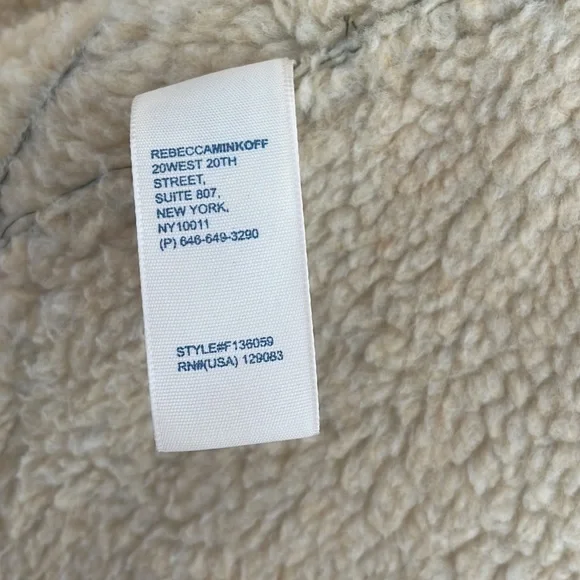 REBECCAMINKOFF
20WEST 20TH
STREET,
SUITE 807,
NEW YORK,
NY10011
(P) 646-649-3290
STYLE#F136059
RN#(USA) 129083